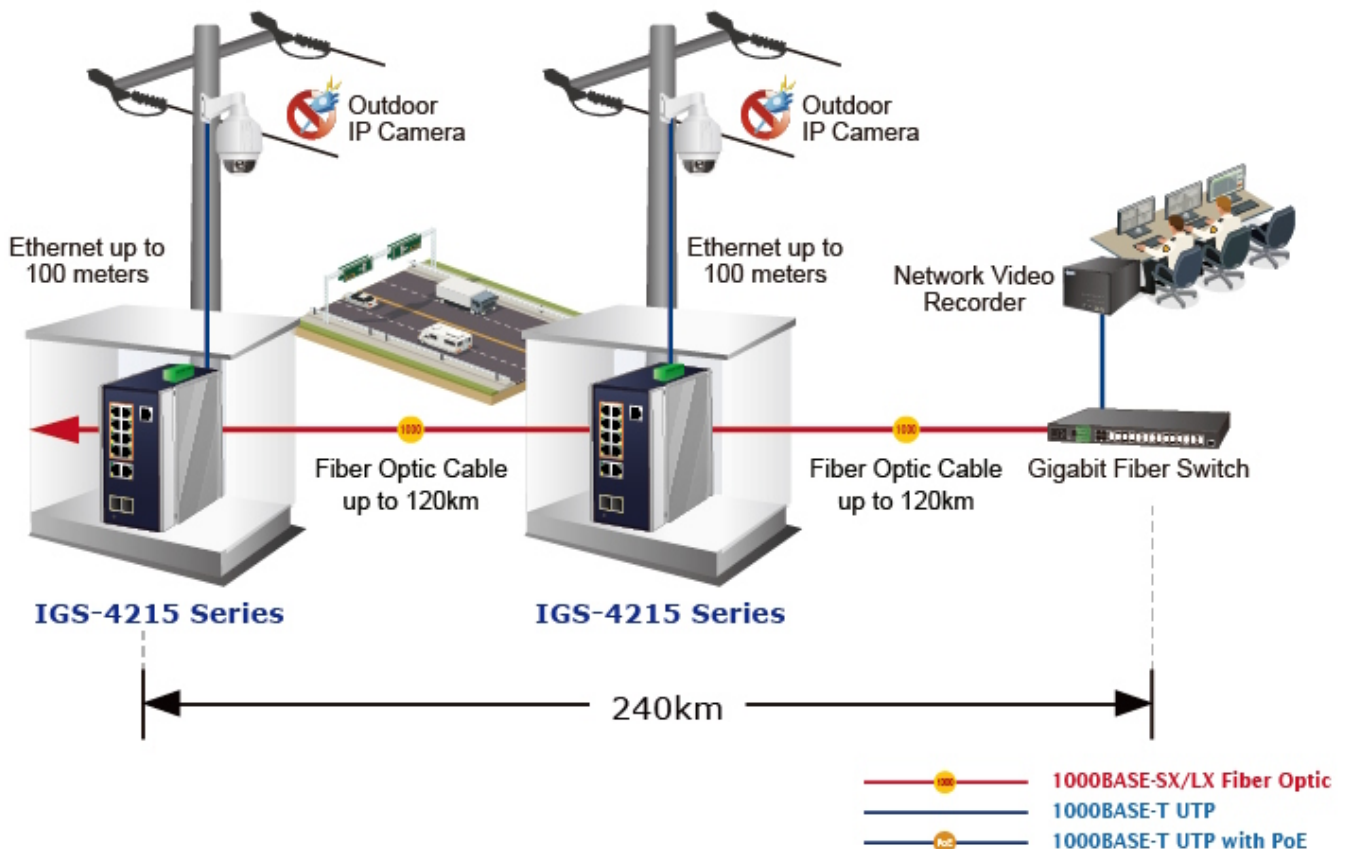 Outdoor
IP Camera
Outdoor
IP Camera
Ethernet up to
100 meters
Ethernet up to
100 meters
Network Video
Recorder
1000
1000
Fiber Optic Cable
up to 120km
Fiber Optic Cable
up to 120km
Gigabit Fiber Switch
IGS-4215 Series
IGS-4215 Series
240km
1000 1000BASE-SX/LX Fiber Optic
1000BASE-T UTP
PoE 1000BASE-T UTP with PoE